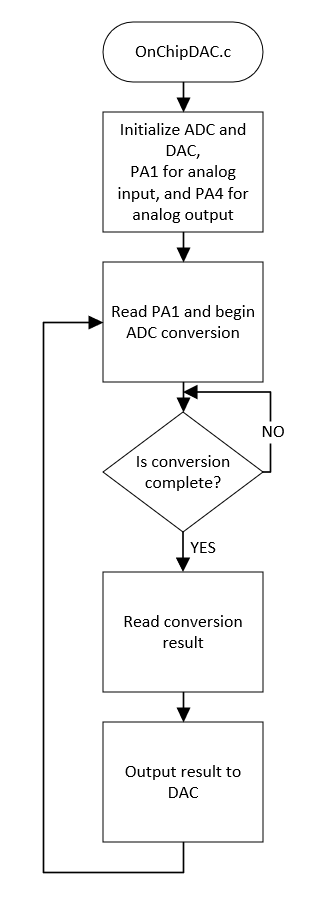 OnChipDAC.c
Initialize ADC and
DAC,
PA1 for analog
input, and PA4 for
analog output
Read PA1 and begin
ADC conversion
NO
Is conversion
complete?
YES
Read conversion
result
Output result to
DAC